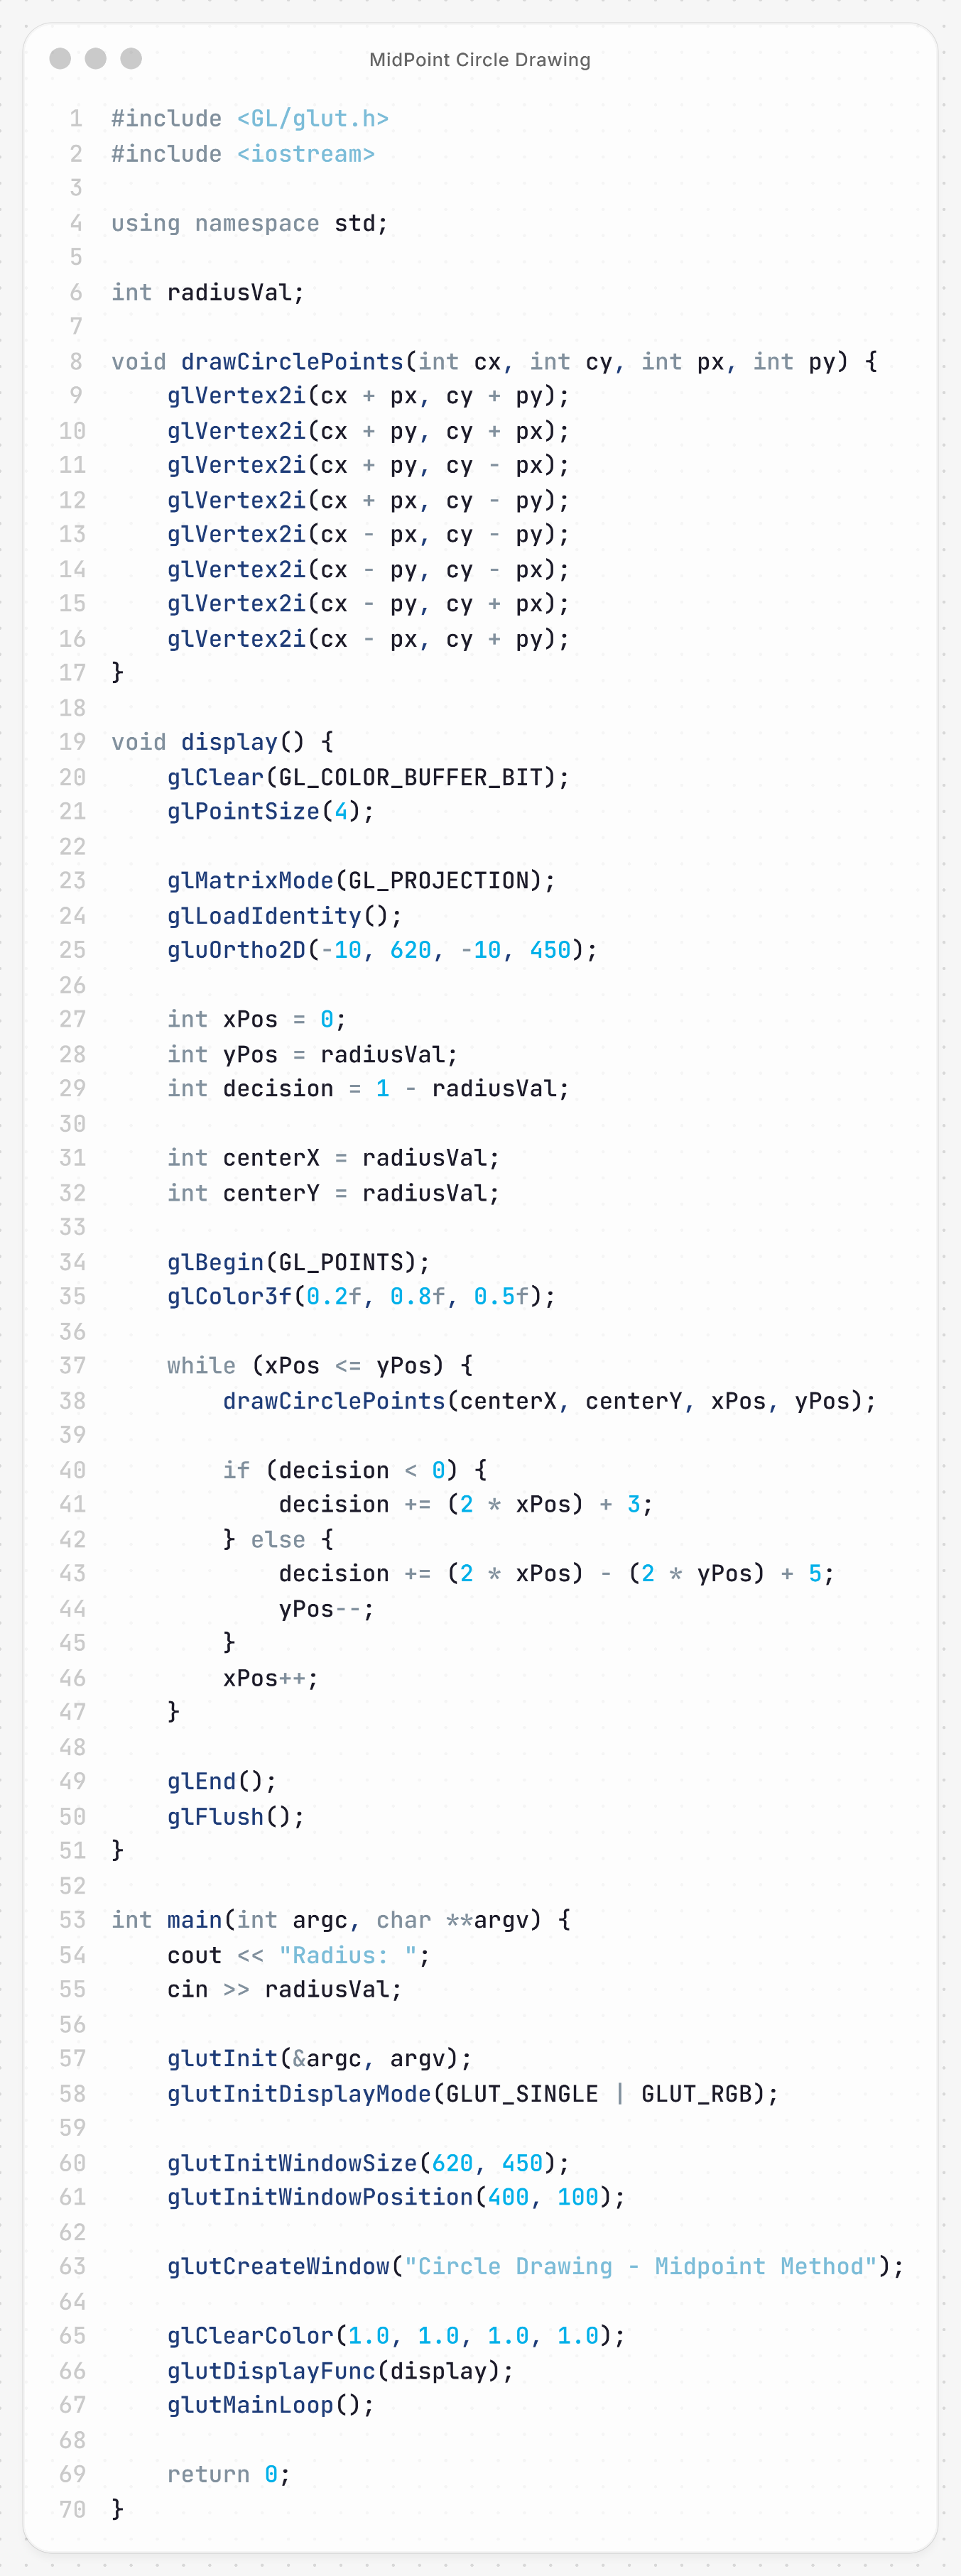 MidPoint Circle Drawing
1 #include <GL/glut.h>
2 #include <iostream>
3
4 using namespace std;
5
6 int radiusVal;
7
8 void drawCirclePoints(int cx, int cy, int px, int py) {
9     glVertex2i(cx + px, cy + py);
10     glVertex2i(cx + py, cy + px);
11     glVertex2i(cx + py, cy - px);
12     glVertex2i(cx + px, cy - py);
13     glVertex2i(cx - px, cy - py);
14     glVertex2i(cx - py, cy - px);
15     glVertex2i(cx - py, cy + px);
16     glVertex2i(cx - px, cy + py);
17 }
18
19 void display() {
20     glClear(GL_COLOR_BUFFER_BIT);
21     glPointSize(4);
22
23     glMatrixMode(GL_PROJECTION);
24     glLoadIdentity();
25     gluOrtho2D(-10, 620, -10, 450);
26
27     int xPos = 0;
28     int yPos = radiusVal;
29     int decision = 1 - radiusVal;
30
31     int centerX = radiusVal;
32     int centerY = radiusVal;
33
34     glBegin(GL_POINTS);
35     glColor3f(0.2f, 0.8f, 0.5f);
36
37     while (xPos <= yPos) {
38         drawCirclePoints(centerX, centerY, xPos, yPos);
39
40         if (decision < 0) {
41             decision += (2 * xPos) + 3;
42         } else {
43             decision += (2 * xPos) - (2 * yPos) + 5;
44             yPos--;
45         }
46         xPos++;
47     }
48
49     glEnd();
50     glFlush();
51 }
52
53 int main(int argc, char **argv) {
54     cout << "Radius: ";
55     cin >> radiusVal;
56
57     glutInit(&argc, argv);
58     glutInitDisplayMode(GLUT_SINGLE | GLUT_RGB);
59
60     glutInitWindowSize(620, 450);
61     glutInitWindowPosition(400, 100);
62
63     glutCreateWindow("Circle Drawing - Midpoint Method");
64
65     glClearColor(1.0, 1.0, 1.0, 1.0);
66     glutDisplayFunc(display);
67     glutMainLoop();
68
69     return 0;
70 }